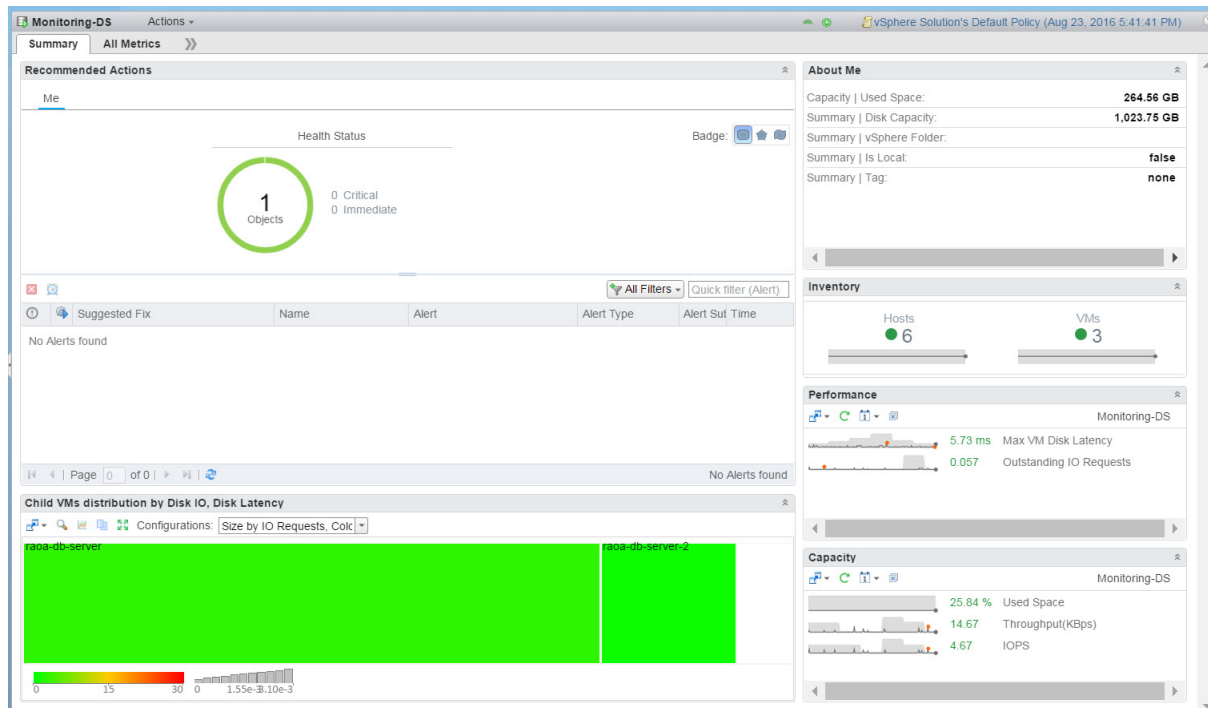 Monitoring-DS Actions vSphere Solution's Default Policy (Aug 23, 2016 5:41:41 PM)
Summary All Metrics
Recommended Actions
Me
Health Status Badge:
1
Objects
0 Critical
0 Immediate
All Filters Quick filter (Alert)
Suggested Fix Name Alert Alert Type Alert Sub Time
No Alerts found
Page 0 of 0 No Alerts found
Child VMs distribution by Disk IO, Disk Latency
Configurations: Size by IO Requests, Colc
raoa-db-server raoa-db-server-2
0 15 30 0 1.55e-3 3.10e-3
About Me
Capacity | Used Space: 264.56 GB
Summary | Disk Capacity: 1,023.75 GB
Summary | vSphere Folder:
Summary | Is Local: false
Summary | Tag: none
Inventory
Hosts VMs
6 3
Performance
Monitoring-DS
5.73 ms Max VM Disk Latency
0.057 Outstanding IO Requests
Capacity
Monitoring-DS
25.84 % Used Space
14.67 Throughput(KBps)
4.67 IOPS